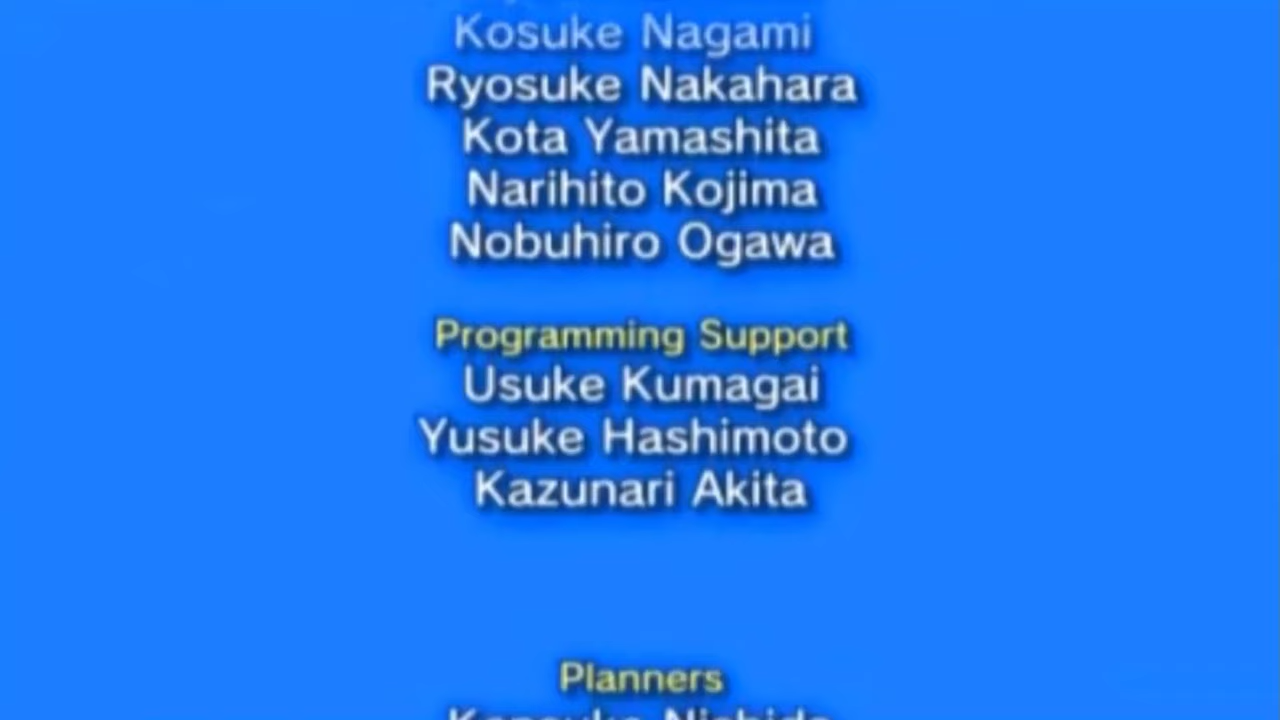 Kosuke Nagami
Ryosuke Nakahara
Kota Yamashita
Narihito Kojima
Nobuhiro Ogawa
Programming Support
Usuke Kumagai
Yusuke Hashimoto
Kazunari Akita
Planners